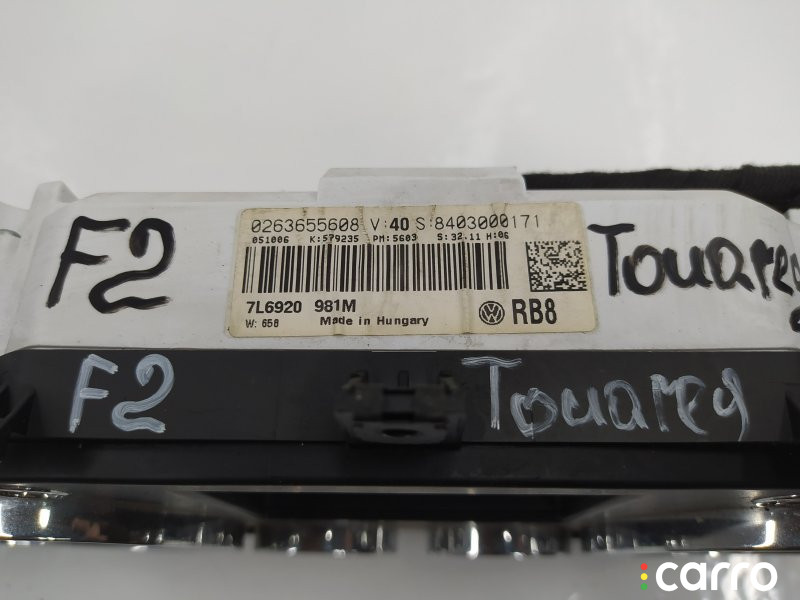 F2
0263655608 V:40 S:8403000171
051006 K:579235 PM:5603 S:32.11 H:06
7L6920 981M
W: 658 Made in Hungary
RB8
Touareg
F2 Touareg
carro